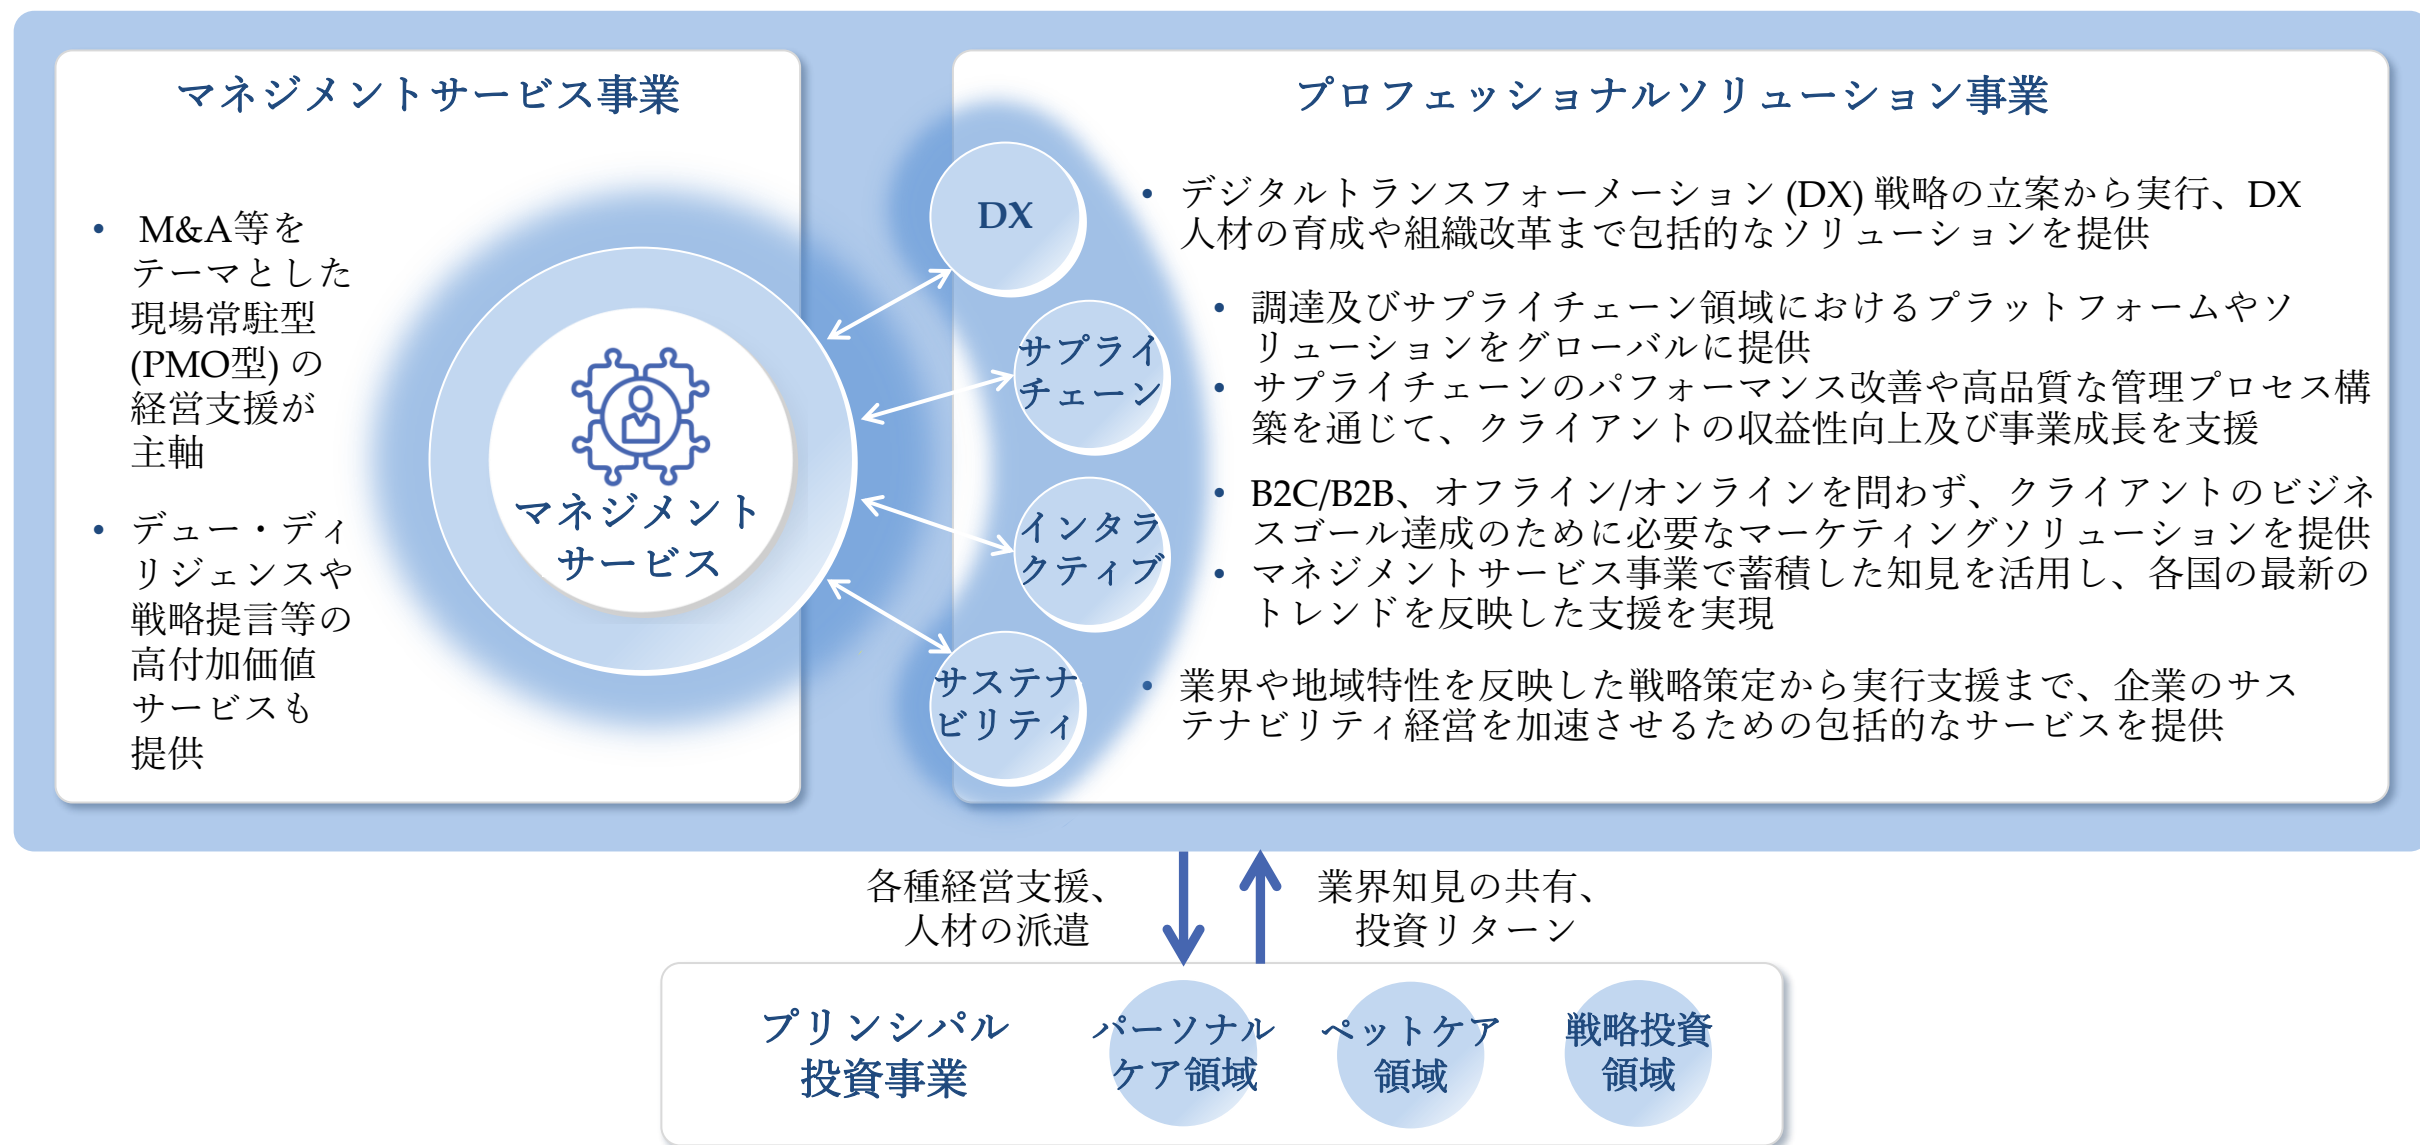 マネジメントサービス事業
• M&A等を
テーマとした
現場常駐型
(PMO型) の
経営支援が
主軸
• デュー・ディ
リジェンスや
戦略提言等の
高付加価値
サービスも
提供
マネジメント
サービス
プロフェッショナルソリューション事業
DX
• デジタルトランスフォーメーション (DX) 戦略の立案から実行、DX
人材の育成や組織改革まで包括的なソリューションを提供
サプライ
チェーン
• 調達及びサプライチェーン領域におけるプラットフォームやソ
リューションをグローバルに提供
• サプライチェーンのパフォーマンス改善や高品質な管理プロセス構
築を通じて、クライアントの収益性向上及び事業成長を支援
インタラ
クティブ
• B2C/B2B、オフライン/オンラインを問わず、クライアントのビジネ
スゴール達成のために必要なマーケティングソリューションを提供
• マネジメントサービス事業で蓄積した知見を活用し、各国の最新の
トレンドを反映した支援を実現
サステナ
ビリティ
• 業界や地域特性を反映した戦略策定から実行支援まで、企業のサス
テナビリティ経営を加速させるための包括的なサービスを提供
各種経営支援、
人材の派遣
業界知見の共有、
投資リターン
プリンシパル
投資事業
パーソナル
ケア領域
ペットケア
領域
戦略投資
領域